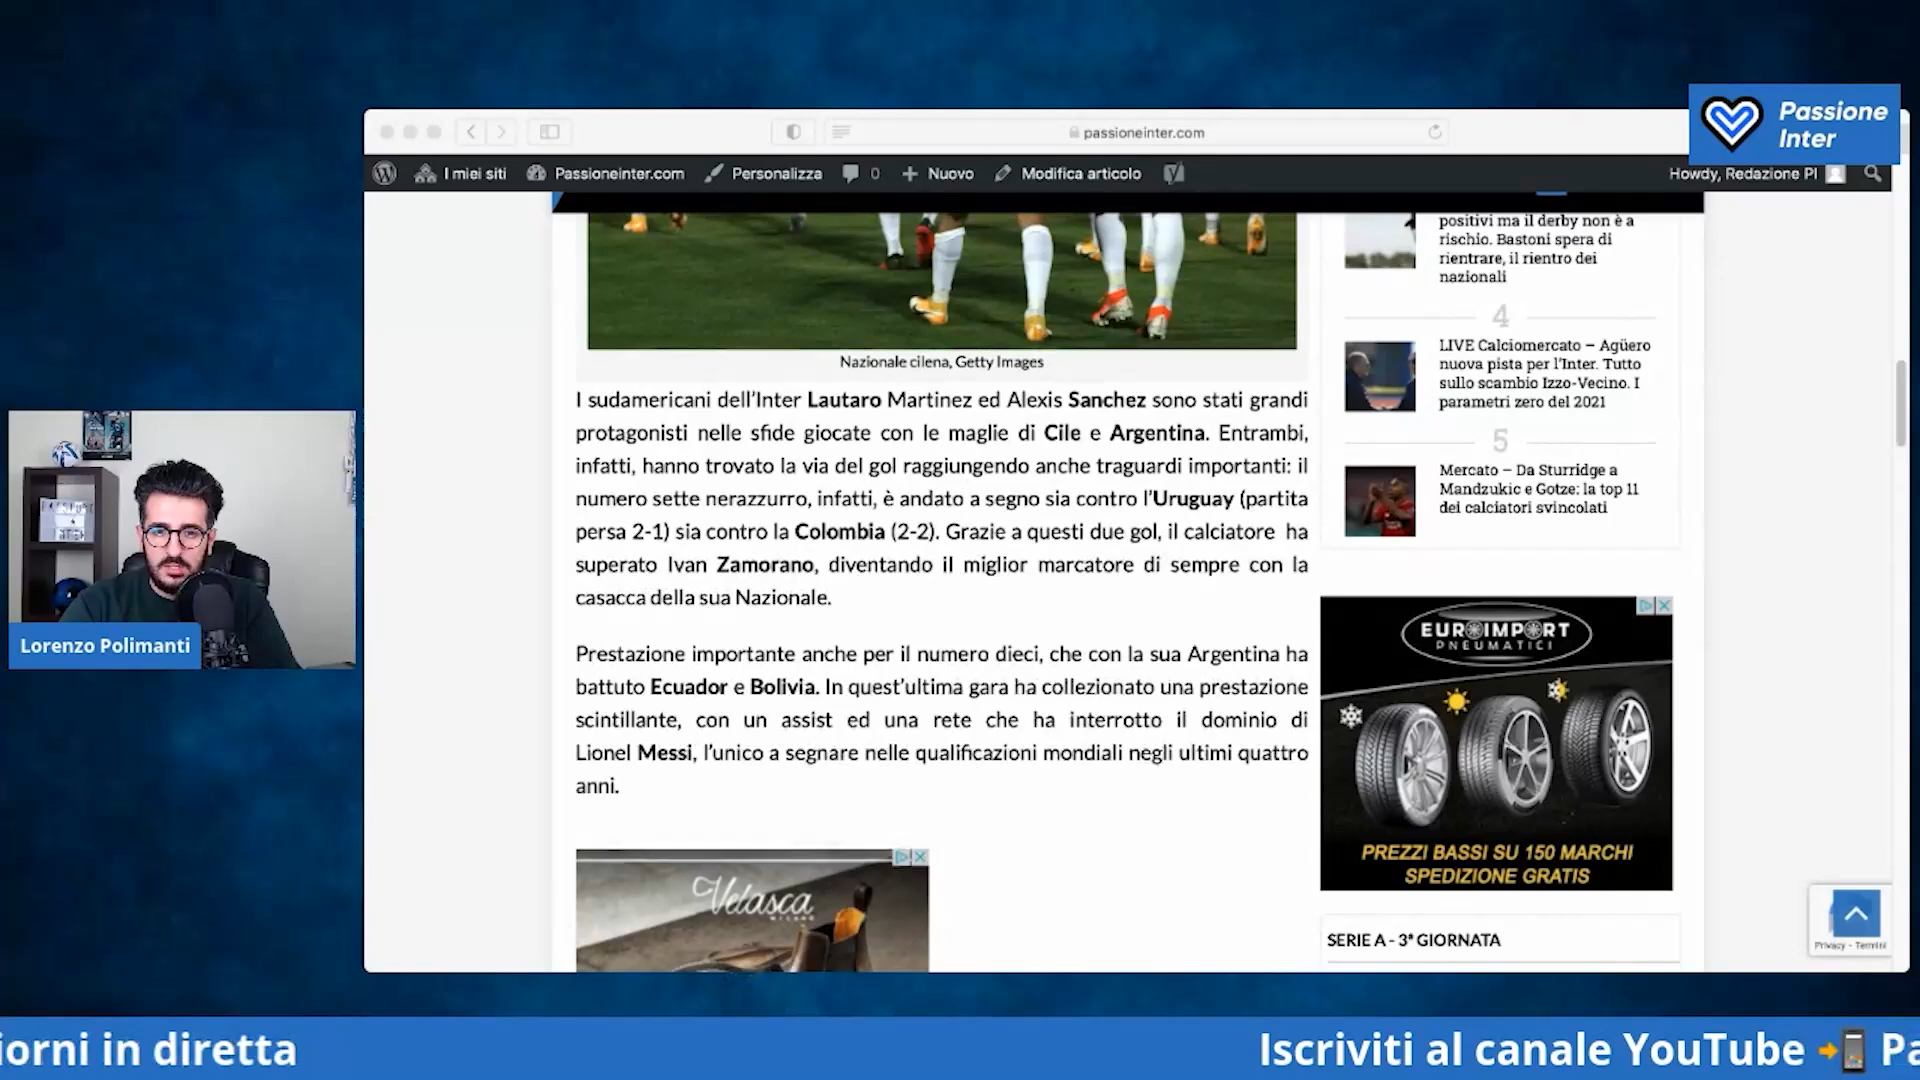 Passione
Inter
passioneinter.com
I miei siti
Passioneinter.com
Personalizza
0
Nuovo
Modifica articolo
Howdy, Redazione PI
Nazionale cilena, Getty Images
I sudamericani dell'Inter Lautaro Martinez ed Alexis Sanchez sono stati grandi
protagonisti nelle sfide giocate con le maglie di Cile e Argentina. Entrambi,
infatti, hanno trovato la via del gol raggiungendo anche traguardi importanti: il
numero sette nerazzurro, infatti, è andato a segno sia contro l'Uruguay (partita
persa 2-1) sia contro la Colombia (2-2). Grazie a questi due gol, il calciatore ha
superato Ivan Zamorano, diventando il miglior marcatore di sempre con la
casacca della sua Nazionale.
Prestazione importante anche per il numero dieci, che con la sua Argentina ha
battuto Ecuador e Bolivia. In quest'ultima gara ha collezionato una prestazione
scintillante, con un assist ed una rete che ha interrotto il dominio di
Lionel Messi, l'unico a segnare nelle qualificazioni mondiali negli ultimi quattro
anni.
Velasca
MILANO
positivi ma il derby non è a
rischio. Bastoni spera di
rientrare, il rientro dei
nazionali
4
LIVE Calciomercato – Agüero
nuova pista per l'Inter. Tutto
sullo scambio Izzo-Vecino. I
parametri zero del 2021
5
Mercato – Da Sturridge a
Mandzukic e Gotze: la top 11
dei calciatori svincolati
EUROIMPORT
PNEUMATICI
PREZZI BASSI SU 150 MARCHI
SPEDIZIONE GRATIS
SERIE A - 3ª GIORNATA
Privacy - Termini
Lorenzo Polimanti
iorni in diretta
Iscriviti al canale YouTube
Pa